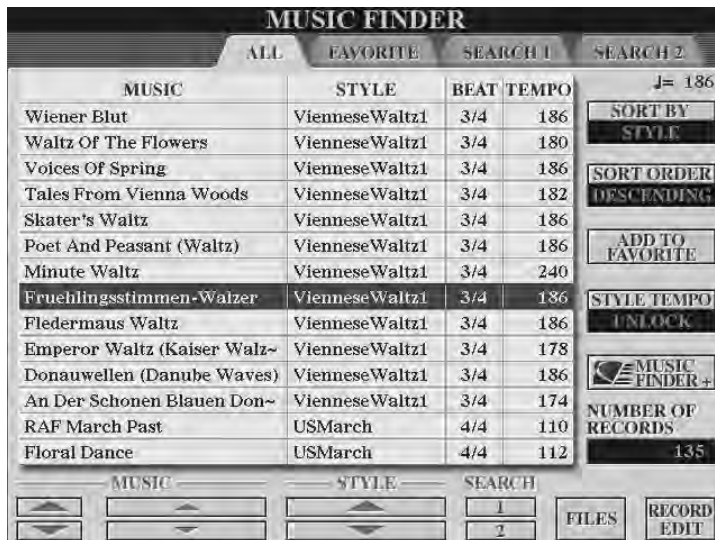 MUSIC FINDER
ALL FAVORITE SEARCH 1 SEARCH 2
MUSIC STYLE BEAT TEMPO
Wiener Blut VienneseWaltz1 3/4 186
Waltz Of The Flowers VienneseWaltz1 3/4 180
Voices Of Spring VienneseWaltz1 3/4 186
Tales From Vienna Woods VienneseWaltz1 3/4 182
Skater's Waltz VienneseWaltz1 3/4 186
Poet And Peasant (Waltz) VienneseWaltz1 3/4 186
Minute Waltz VienneseWaltz1 3/4 240
Fruehlingsstimmen-Walzer VienneseWaltz1 3/4 186
Fledermaus Waltz VienneseWaltz1 3/4 186
Emperor Waltz (Kaiser Walz~ VienneseWaltz1 3/4 178
Donauwellen (Danube Waves) VienneseWaltz1 3/4 186
An Der Schonen Blauen Don~ VienneseWaltz1 3/4 174
RAF March Past USMarch 4/4 110
Floral Dance USMarch 4/4 112
♩= 186
SORT BY
STYLE
SORT ORDER
DESCENDING
ADD TO
FAVORITE
STYLE TEMPO
UNLOCK
MUSIC
FINDER +
NUMBER OF
RECORDS
135
MUSIC STYLE SEARCH
1
2
FILES
RECORD
EDIT